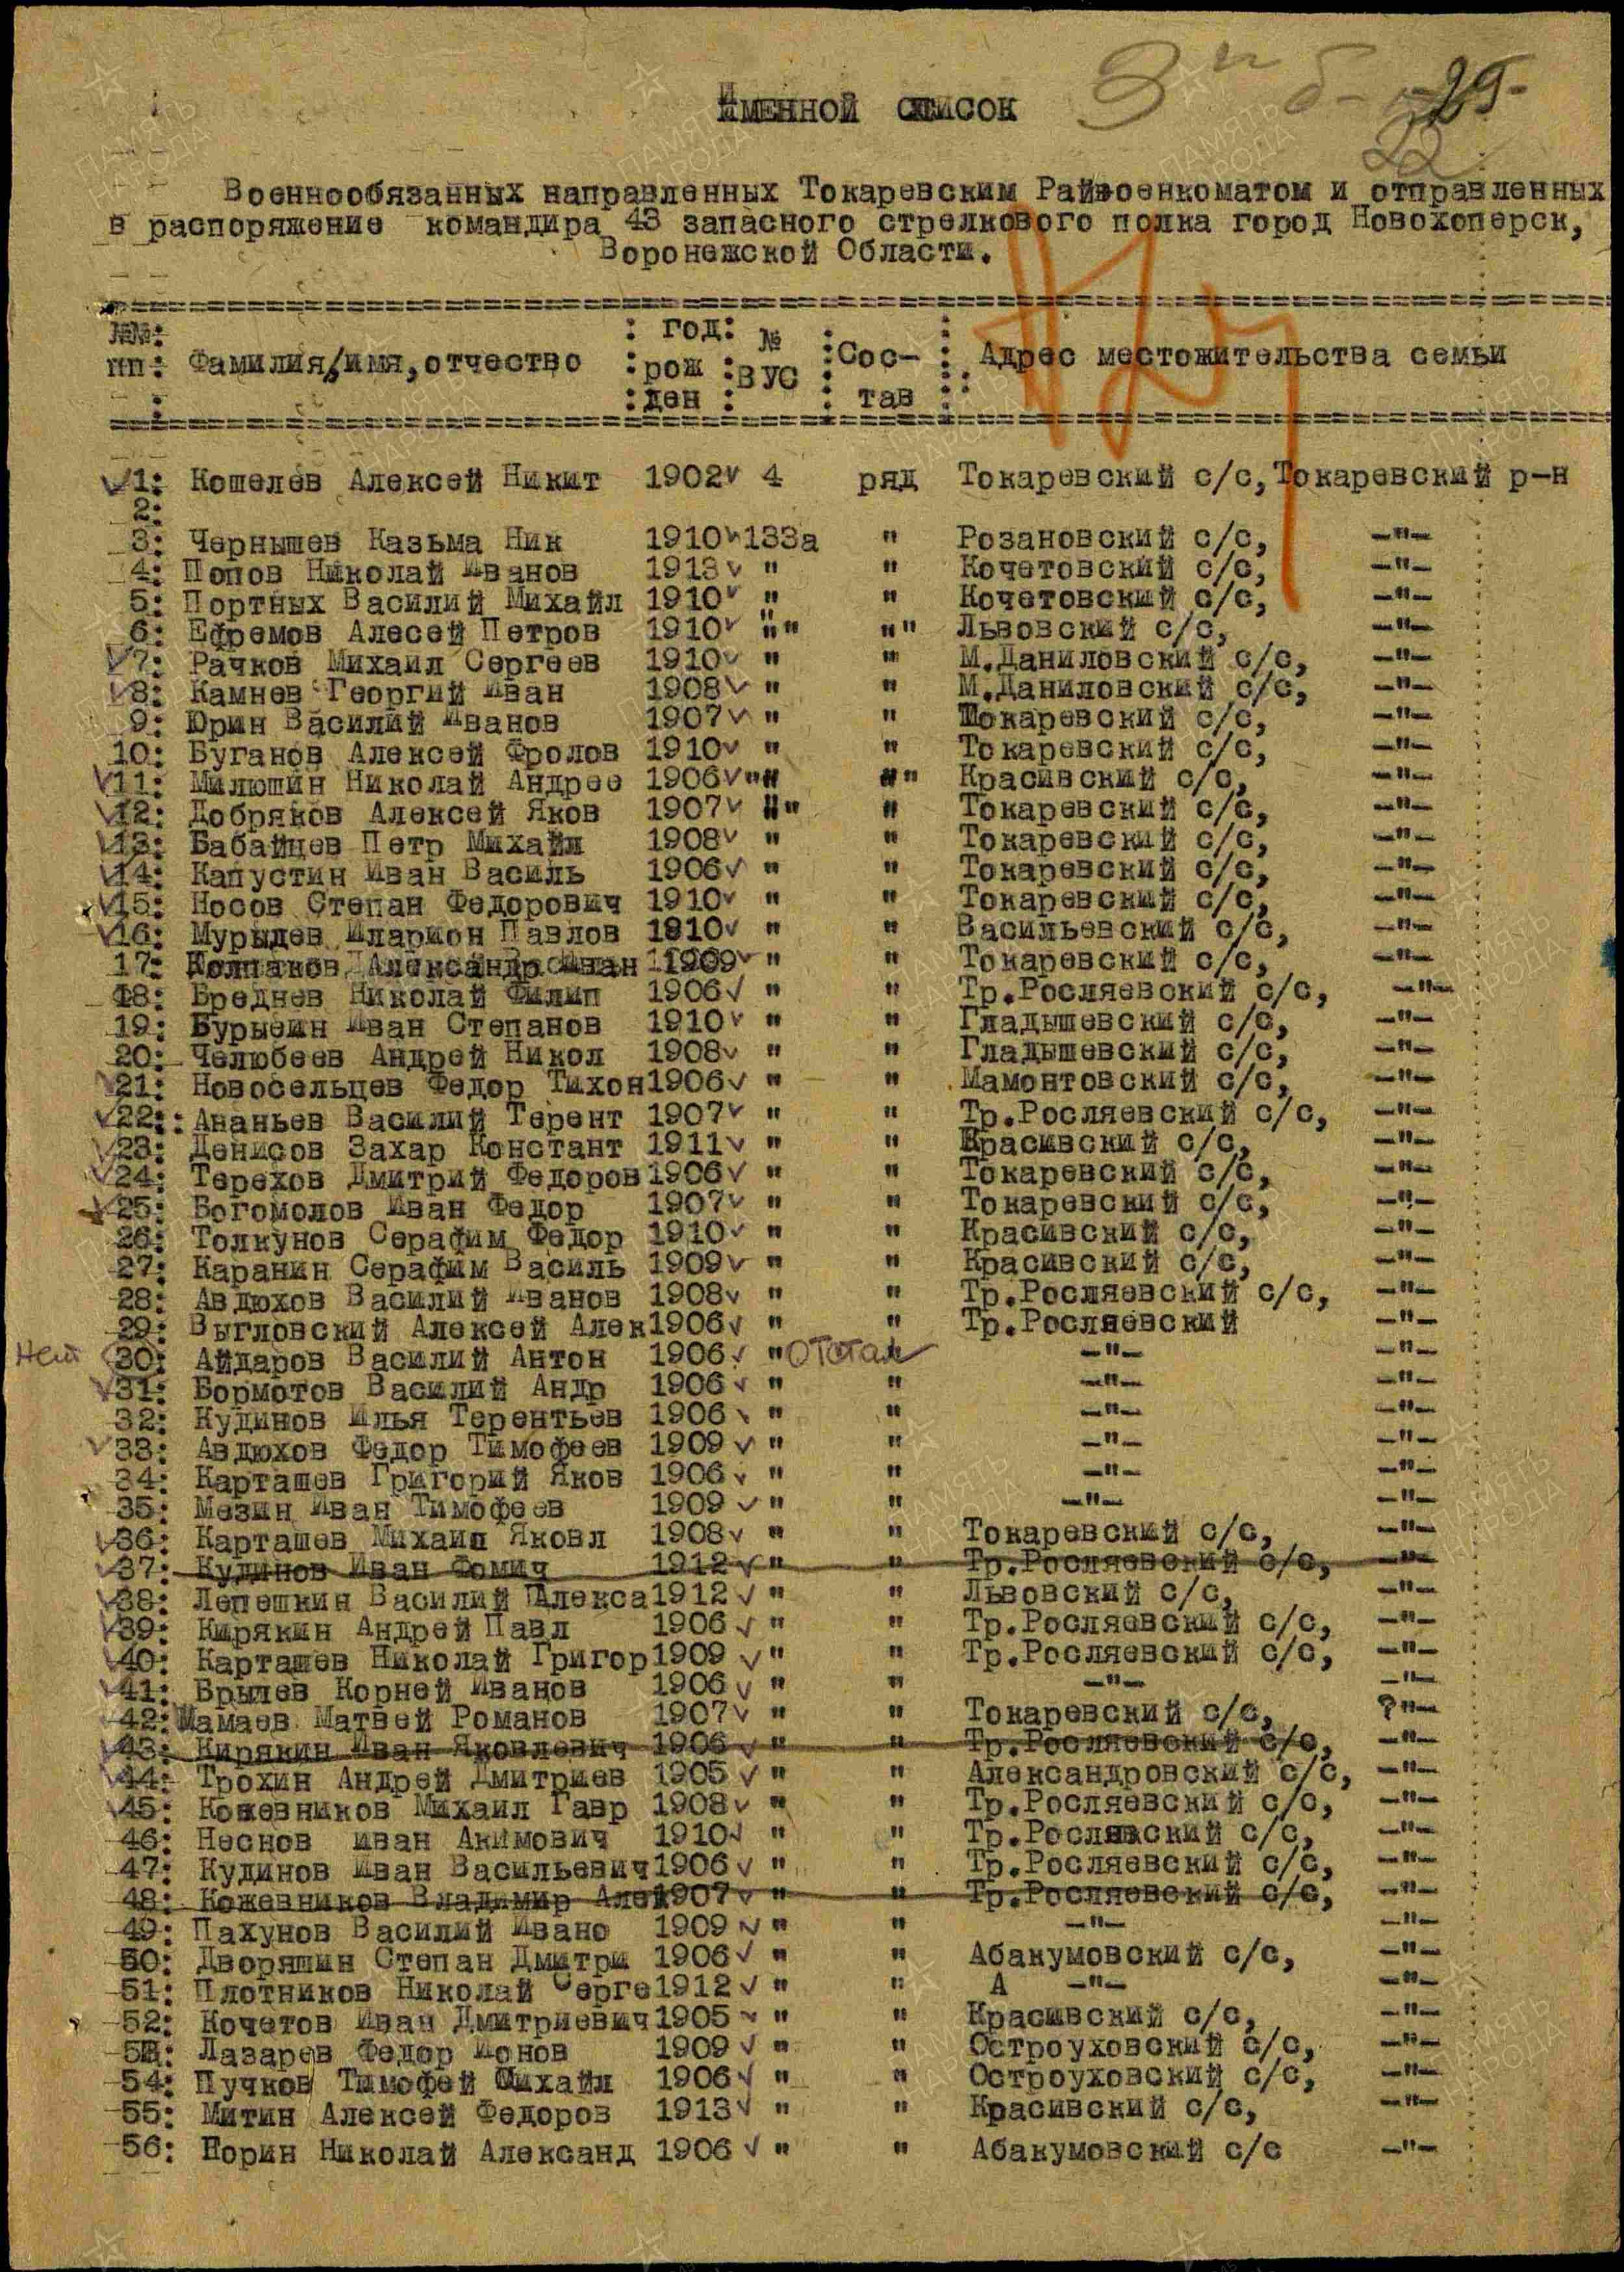 -25-
22
Именной список
Военнообязанных направленных Токаревским Райвоенкоматом и отправленных
в распоряжение командира 43 запасного стрелкового полка город Новохоперск,
Воронежской Области.
№№: : год: № : Сос- : Адрес местожительства семьи
пп: Фамилия,имя,отчество : рож : ВУС : тав :
: ден :
1: Кошелев Алексей Никит 1902 4 ряд Токаревский с/с, Токаревский р-н
2:
3: Чернышев Казьма Ник 1910 133а " Розановский с/с, -"-
4: Попов Николай Иванов 1913 " " Кочетовский с/с, -"-
5: Портных Василий Михайл 1910 " " Кочетовский с/с, -"-
6: Ефремов Алесей Петров 1910 "" "" Львовский с/с, -"-
7: Рачков Михаил Сергеев 1910 " " М.Даниловский с/с, -"-
8: Камнев Георгий Иван 1908 " " М.Даниловский с/с, -"-
9: Юрин Василий Иванов 1907 " " Токаревский с/с, -"-
10: Буганов Алексей Фролов 1910 " " Токаревский с/с, -"-
11: Милюшин Николай Андрее 1906 "" "" Красивский с/с, -"-
12: Добряков Алексей Яков 1907 "" " Токаревский с/с, -"-
13: Бабайцев Петр Михайл 1908 " " Токаревский с/с, -"-
14: Капустин Иван Василь 1906 " " Токаревский с/с, -"-
15: Носов Степан Федорович 1910 " " Токаревский с/с, -"-
16: Мурыдев Иларион Павлов 1910 " " Васильевский с/с, -"-
17: Колпаков Александр Иван 1909 " " Токаревский с/с, -"-
18: Бреднев Николай Филип 1906 " " Тр.Росляевский с/с, -"-
19: Бурыеин Иван Степанов 1910 " " Гладышевский с/с, -"-
20: Челюбеев Андрей Никол 1908 " " Гладышевский с/с, -"-
21: Новосельцев Федор Тихон 1906 " " Мамонтовский с/с, -"-
22:: Ананьев Василий Терент 1907 " " Тр.Росляевский с/с, -"-
23: Денисов Захар Констант 1911 " " Красивский с/с, -"-
24: Терехов Дмитрий Федоров 1906 " " Токаревский с/с, -"-
25: Богомолов Иван Федор 1907 " " Токаревский с/с, -"-
26: Толкунов Серафим Федор 1910 " " Красивский с/с, -"-
27: Каранин Серафим Василь 1909 " " Красивский с/с, -"-
28: Авдюхов Василий Иванов 1908 " " Тр.Росляевский с/с, -"-
29: Выгловский Алексей Алек 1906 " " Тр.Росляевский -"-
Нет 30: Айдаров Василий Антон 1906 " Отстал -"- -"-
31: Бормотов Василий Андр 1906 " " -"- -"-
32: Кудинов Илья Терентьев 1906 " " -"- -"-
33: Авдюхов Федор Тимофеев 1909 " " -"- -"-
34: Карташев Григорий Яков 1906 " " -"- -"-
35: Мезин Иван Тимофеев 1909 " " -"- -"-
36: Карташев Михаил Яковл 1908 " " Токаревский с/с, -"-
37: Кудинов Иван Фомич 1912 " " Тр.Росляевский с/с, -"-
38: Лепешкин Василий Алекса 1912 " " Львовский с/с, -"-
39: Кирякин Андрей Павл 1906 " " Тр.Росляевский с/с, -"-
40: Карташев Николай Григор 1909 " " Тр.Росляевский с/с, -"-
41: Брылев Корней Иванов 1906 " " -"- -"-
42: Мамаев Матвей Романов 1907 " " Токаревский с/с, ?"-
43: Кирякин Иван Яковлевич 1906 " " Тр.Росляевский с/с, -"-
44: Трохин Андрей Дмитриев 1905 " " Александровский с/с, -"-
45: Кожевников Михаил Гавр 1908 " " Тр.Росляевский с/с, -"-
46: Неснов иван Акимович 1910 " " Тр.Росляевский с/с, -"-
47: Кудинов Иван Васильевич 1906 " " Тр.Росляевский с/с, -"-
48: Кожевников Владимир Алек 1907 " " Тр.Росляевский с/с, -"-
49: Пахунов Василий Ивано 1909 " " -"- -"-
50: Дворяшин Степан Дмитри 1906 " " Абакумовский с/с, -"-
51: Плотников Николай Серге 1912 " " А -"- -"-
52: Кочетов Иван Дмитриевич 1905 " " Красивский с/с, -"-
53: Лазарев Федор Ионов 1909 " " Остроуховский с/с, -"-
54: Пучков Тимофей Михайл 1906 " " Остроуховский с/с, -"-
55: Митин Алексей Федоров 1913 " " Красивский с/с, -"-
56: Норин Николай Александ 1906 " " Абакумовский с/с -"-